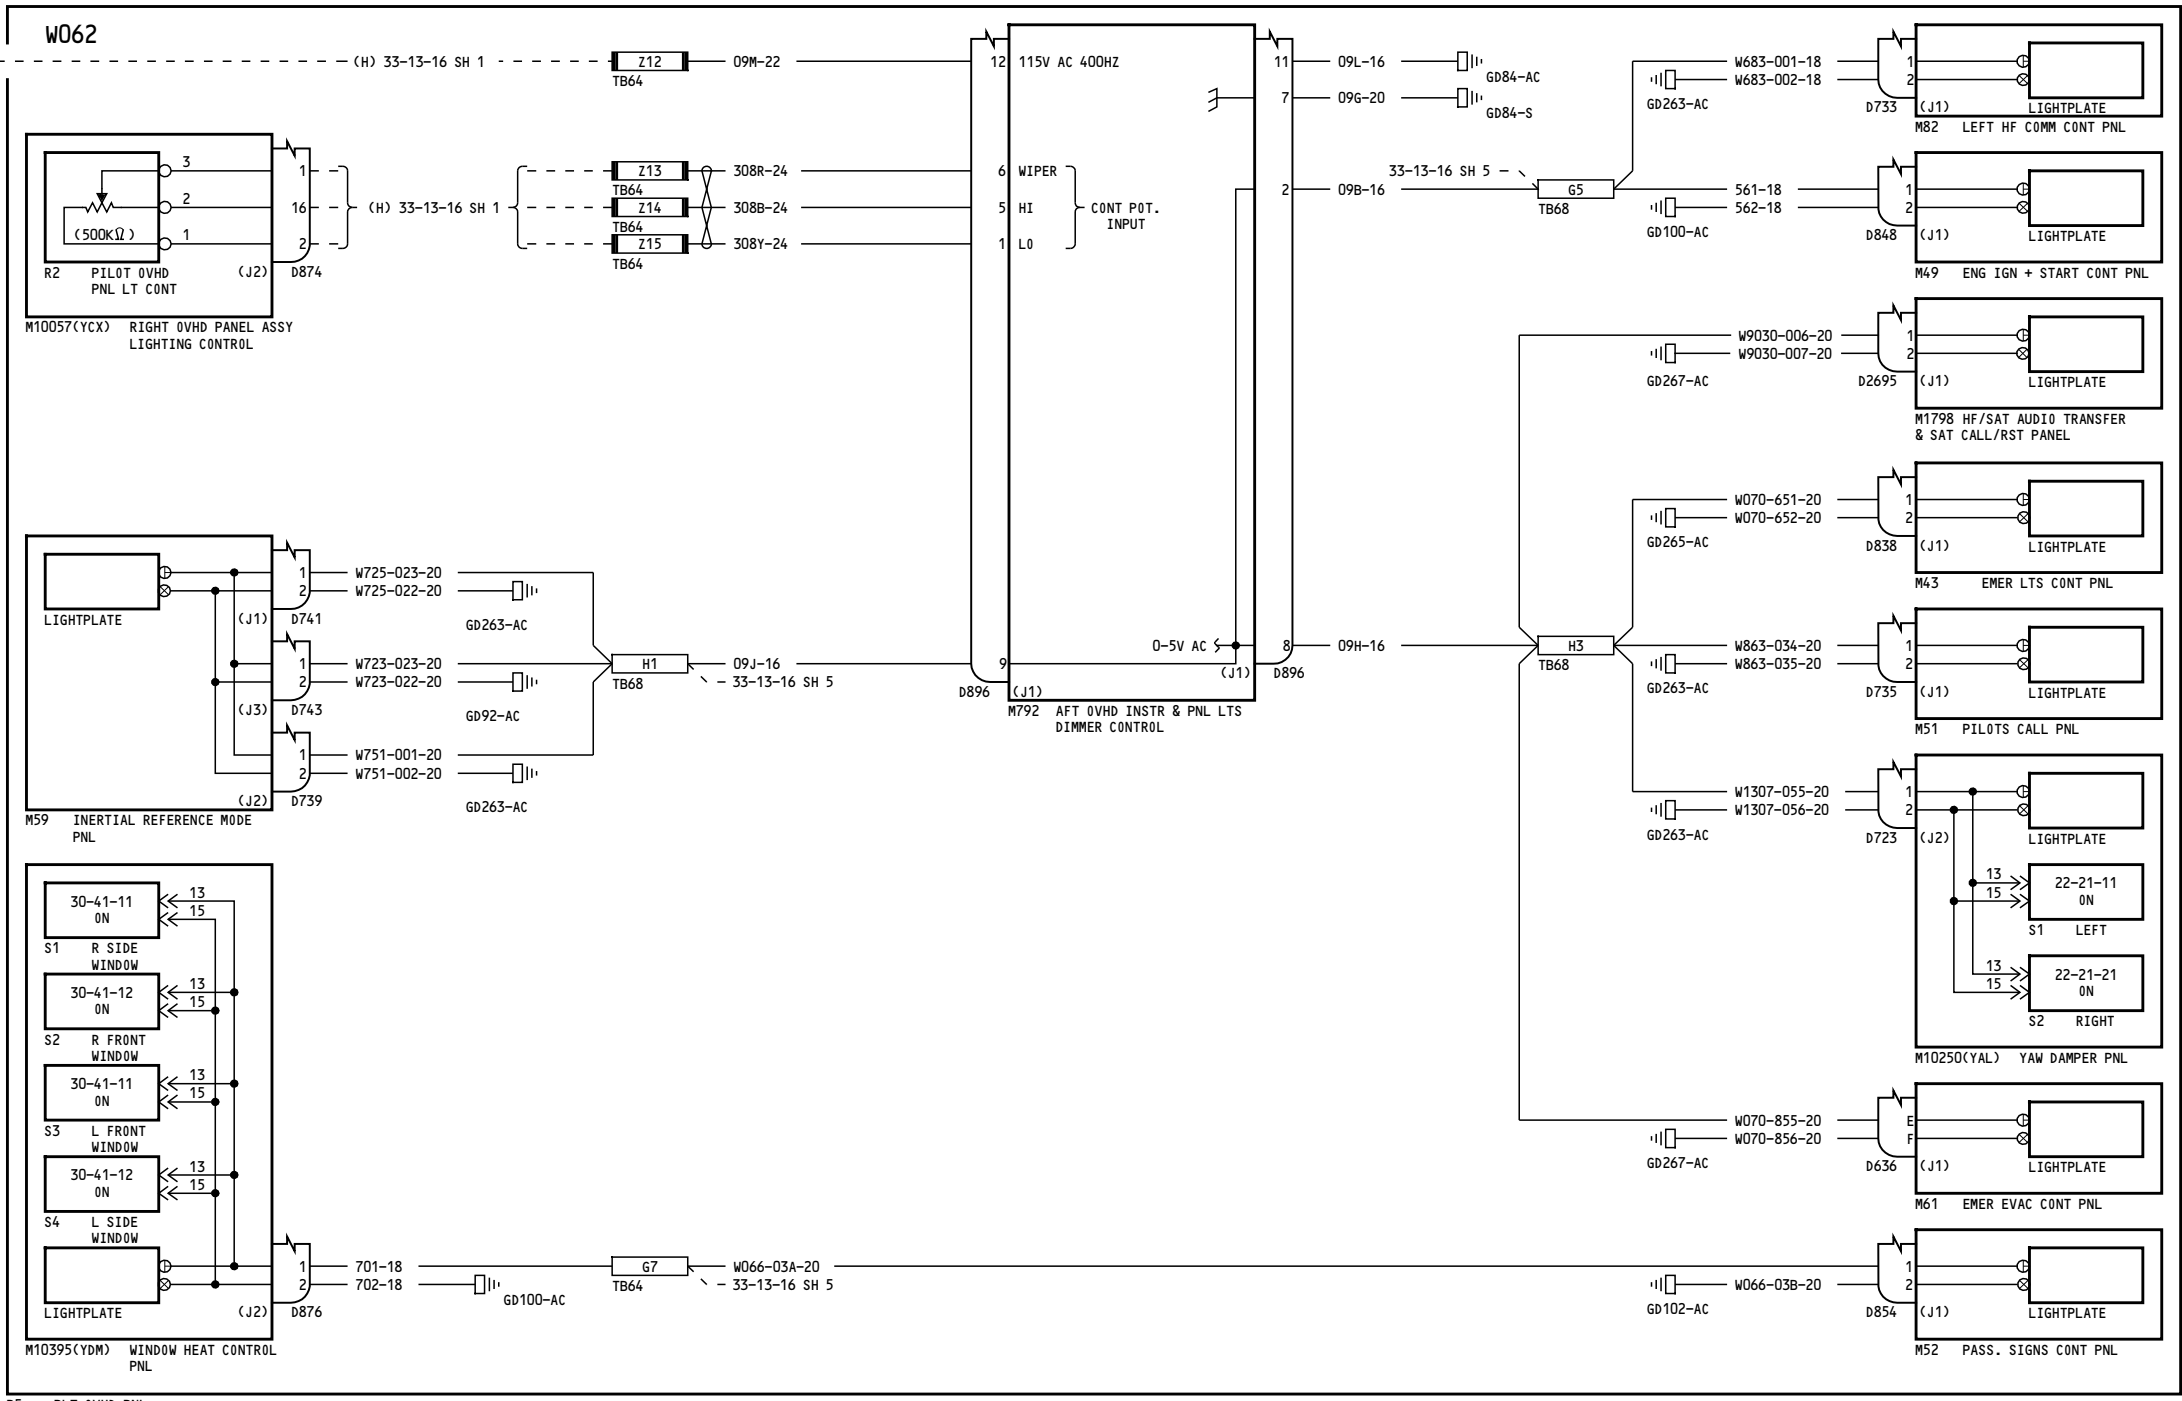 W062
(H) 33-13-16 SH 1
Z12
TB64
09M-22
12
115V AC 400HZ
11
09L-16
GD84-AC
7
09G-20
GD84-S
W683-001-18
W683-002-18
GD263-AC
1
2
D733
(J1)
LIGHTPLATE
M82 LEFT HF COMM CONT PNL
3
2
1
(500KΩ)
R2 PILOT OVHD
PNL LT CONT
1
16
2
(J2)
D874
M10057(YCX) RIGHT OVHD PANEL ASSY
LIGHTING CONTROL
(H) 33-13-16 SH 1
Z13
TB64
Z14
TB64
Z15
TB64
308R-24
308B-24
308Y-24
6 WIPER
5 HI
1 LO
CONT POT.
INPUT
2
09B-16
33-13-16 SH 5
G5
TB68
561-18
562-18
GD100-AC
1
2
D848
(J1)
LIGHTPLATE
M49 ENG IGN + START CONT PNL
W9030-006-20
W9030-007-20
GD267-AC
1
2
D2695
(J1)
LIGHTPLATE
M1798 HF/SAT AUDIO TRANSFER
& SAT CALL/RST PANEL
W070-651-20
W070-652-20
GD265-AC
1
2
D838
(J1)
LIGHTPLATE
M43 EMER LTS CONT PNL
LIGHTPLATE
1
2
(J1)
D741
W725-023-20
W725-022-20
GD263-AC
1
2
(J3)
D743
W723-023-20
W723-022-20
GD92-AC
1
2
(J2)
D739
W751-001-20
W751-002-20
GD263-AC
M59 INERTIAL REFERENCE MODE
PNL
H1
TB68
09J-16
33-13-16 SH 5
9
D896
(J1)
0-5V AC
8
(J1)
D896
M792 AFT OVHD INSTR & PNL LTS
DIMMER CONTROL
09H-16
H3
TB68
W863-034-20
W863-035-20
GD263-AC
1
2
D735
(J1)
LIGHTPLATE
M51 PILOTS CALL PNL
W1307-055-20
W1307-056-20
GD263-AC
1
2
D723
(J2)
LIGHTPLATE
13
15
22-21-11
ON
S1 LEFT
13
15
22-21-21
ON
S2 RIGHT
M10250(YAL) YAW DAMPER PNL
30-41-11
ON
13
15
S1 R SIDE
WINDOW
30-41-12
ON
13
15
S2 R FRONT
WINDOW
30-41-11
ON
13
15
S3 L FRONT
WINDOW
30-41-12
ON
13
15
S4 L SIDE
WINDOW
LIGHTPLATE
1
2
(J2)
D876
M10395(YDM) WINDOW HEAT CONTROL
PNL
701-18
702-18
GD100-AC
G7
TB64
W066-03A-20
33-13-16 SH 5
W070-855-20
W070-856-20
GD267-AC
E
F
D636
(J1)
LIGHTPLATE
M61 EMER EVAC CONT PNL
W066-03B-20
GD102-AC
1
2
D854
(J1)
LIGHTPLATE
M52 PASS. SIGNS CONT PNL